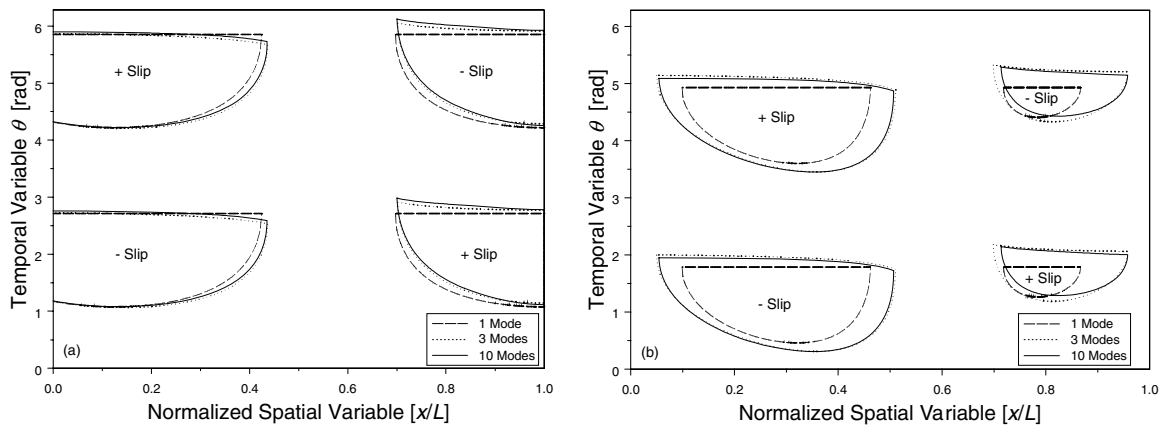 6
5
4
3
2
1
0
Temporal Variable θ [rad]
+ Slip
- Slip
- Slip
+ Slip
(a)
1 Mode
3 Modes
10 Modes
0.0 0.2 0.4 0.6 0.8 1.0
Normalized Spatial Variable [x/L]
6
5
4
3
2
1
0
Temporal Variable θ [rad]
+ Slip
- Slip
- Slip
+ Slip
(b)
1 Mode
3 Modes
10 Modes
0.0 0.2 0.4 0.6 0.8 1.0
Normalized Spatial Variable [x/L]